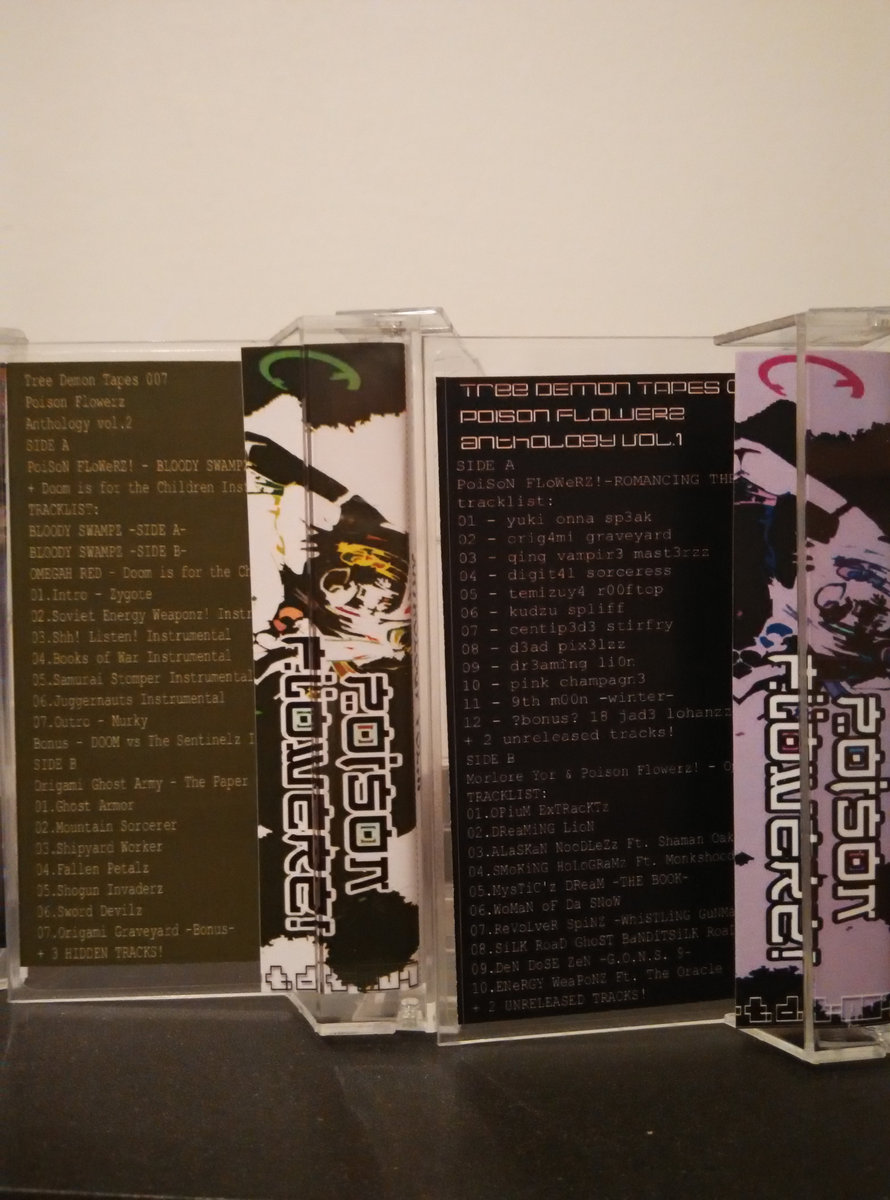 Tree Demon Tapes 007
Poison Flowerz
Anthology vol.2
SIDE A
PoiSoN FLoWeRZ! - BLOODY SWAMP
+ Doom is for the Children Ins
TRACKLIST:
BLOODY SWAMPZ -SIDE A-
BLOODY SWAMPZ -SIDE B-
OMEGAH RED - Doom is for the Ch
01.Intro - Zygote
02.Soviet Energy Weaponz! Instr
03.Shh! Listen! Instrumental
04.Books of War Instrumental
05.Samurai Stomper Instrumental
06.Juggernauts Instrumental
07.Outro - Murky
Bonus - DOOM vs The Sentinelz I
SIDE B
Origami Ghost Army - The Paper
01.Ghost Armor
02.Mountain Sorcerer
03.Shipyard Worker
04.Fallen Petalz
05.Shogun Invaderz
06.Sword Devilz
07.Origami Graveyard -Bonus-
+ 3 HIDDEN TRACKS!
POISON
FLOWERZ!
t.d.t.
Tree Demon Tapes 0
POISON FLOWERZ
ANTHOLOGY VOL.1
SIDE A
PoiSoN FLoWeRZ!-ROMANCING THE
tracklist:
01 - yuki onna sp3ak
02 - orig4mi graveyard
03 - qing vampir3 mast3rzz
04 - digit4l sorceress
05 - temizuy4 r00ftop
06 - kudzu spliff
07 - centip3d3 stirfry
08 - d3ad pix3lzz
09 - dr3am1ng li0n
10 - pink champagn3
11 - 9th m00n -winter-
12 - ?bonus? 18 jad3 lohanzz
+ 2 unreleased tracks!
SIDE B
Morlore Yor & Poison Flowerz! - O
TRACKLIST:
01.OPiuM ExTRacKTz
02.DReaMiNG LioN
03.ALaSKaN NooDLeZz Ft. Shaman Oak
04.SMoKiNG HoLoGRaMz Ft. Monkshood
05.MysTiC'z DReaM -THE BOOK-
06.WoMaN oF Da SNoW
07.ReVoLveR SpiNZ -WhiSTLiNG GuNMa
08.SiLK RoaD GhoST BaNDiTSiLK Roa
09.DeN DoSE ZeN -G.O.N.S. 9-
10.ENeRGY WeaPoNZ Ft. The Oracle
+ 2 UNRELEASED TRACKS!
POISON
FLOWERZ!
t.d.t.